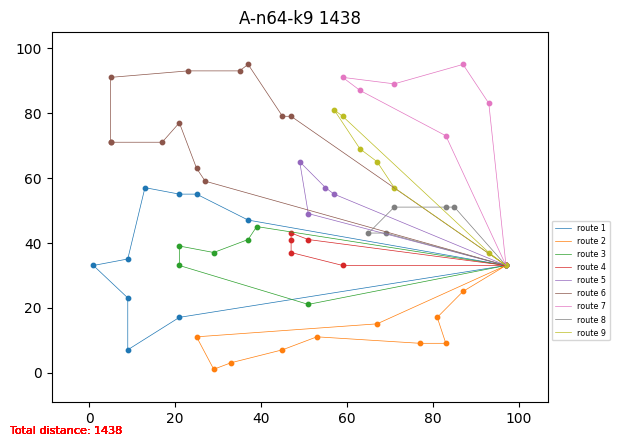 A-n64-k9 1438
100
80
60
40
20
0
0 20 40 60 80 100
route 1
route 2
route 3
route 4
route 5
route 6
route 7
route 8
route 9
Total distance: 1438